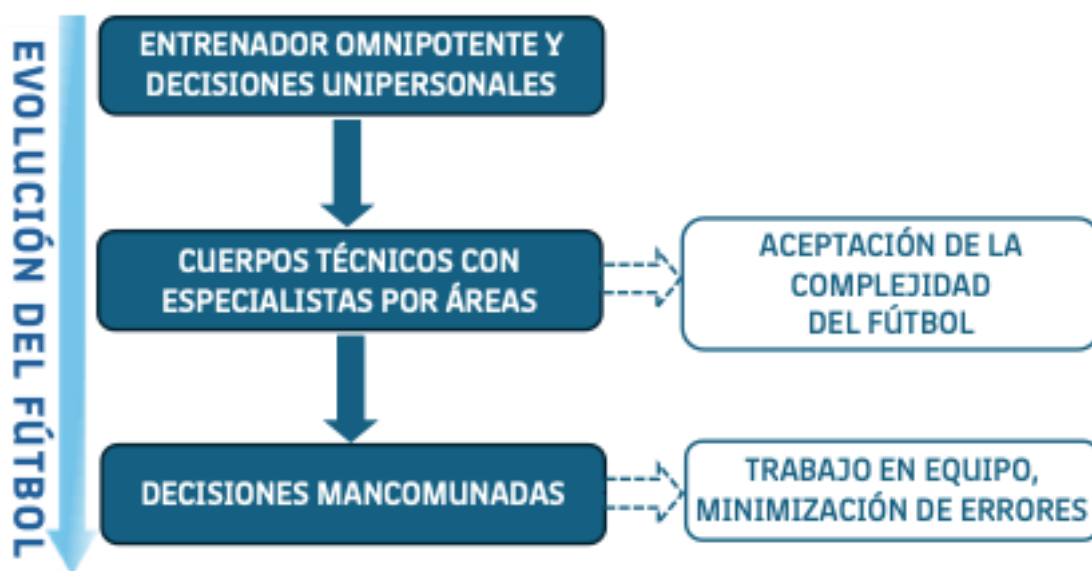 EVOLUCIÓN DEL FÚTBOL
ENTRENADOR OMNIPOTENTE Y
DECISIONES UNIPERSONALES
CUERPOS TÉCNICOS CON
ESPECIALISTAS POR ÁREAS
ACEPTACIÓN DE LA
COMPLEJIDAD
DEL FÚTBOL
DECISIONES MANCOMUNADAS
TRABAJO EN EQUIPO,
MINIMIZACIÓN DE ERRORES